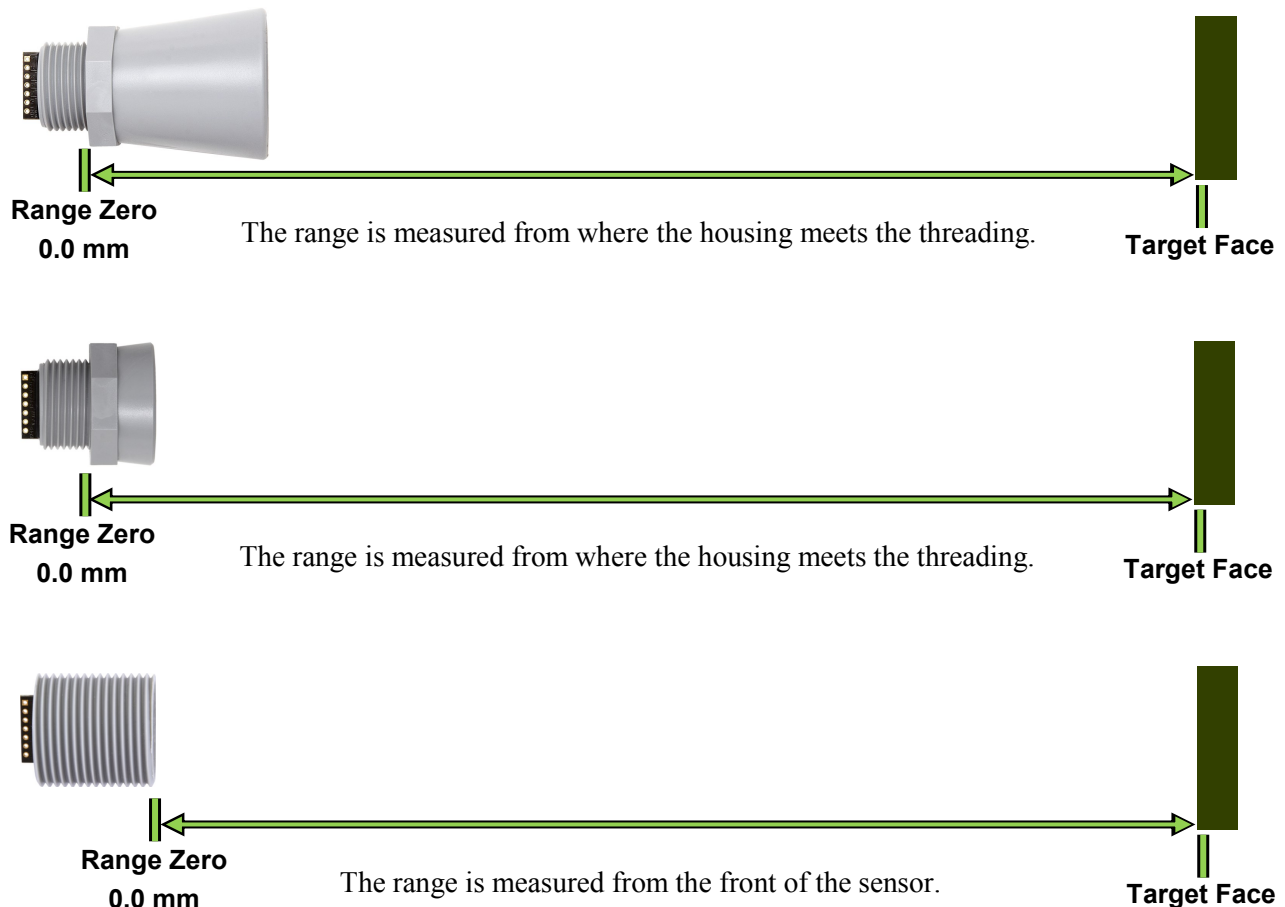 Range Zero
0.0 mm
The range is measured from where the housing meets the threading.
Target Face
Range Zero
0.0 mm
The range is measured from where the housing meets the threading.
Target Face
Range Zero
0.0 mm
The range is measured from the front of the sensor.
Target Face